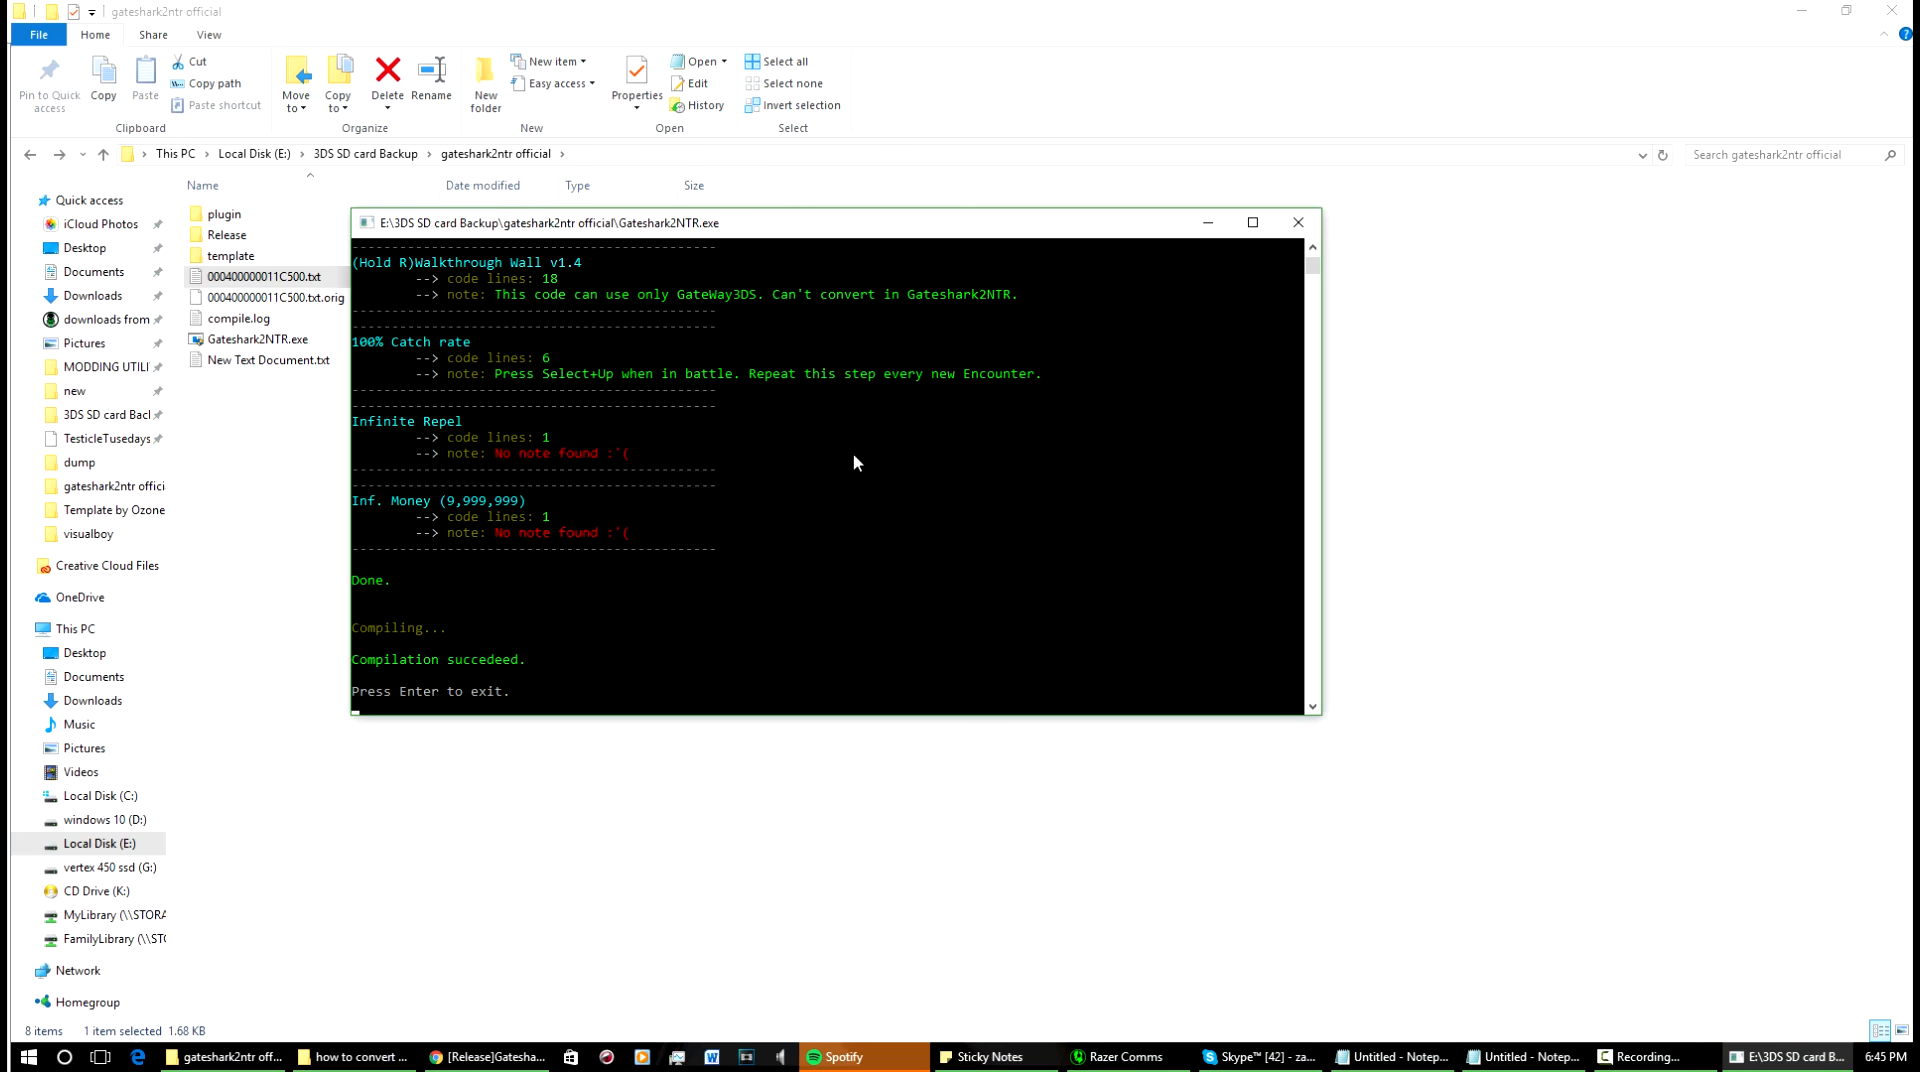 gateshark2ntr official
File Home Share View
Pin to Quick access
Copy
Paste
Cut
Copy path
Paste shortcut
Clipboard
Move to
Copy to
Delete
Rename
Organize
New folder
New item
Easy access
New
Properties
Open
Edit
History
Open
Select all
Select none
Invert selection
Select
This PC > Local Disk (E:) > 3DS SD card Backup > gateshark2ntr official >
Search gateshark2ntr official
Name Date modified Type Size
Quick access
iCloud Photos
Desktop
Documents
Downloads
downloads from
Pictures
MODDING UTILI
new
3DS SD card Bacl
TesticleTusedays
dump
gateshark2ntr offici
Template by Ozone
visualboy
Creative Cloud Files
OneDrive
This PC
Desktop
Documents
Downloads
Music
Pictures
Videos
Local Disk (C:)
windows 10 (D:)
Local Disk (E:)
vertex 450 ssd (G:)
CD Drive (K:)
MyLibrary (\\STORA
FamilyLibrary (\\STO
Network
Homegroup
plugin
Release
template
000400000011C500.txt
000400000011C500.txt.orig
compile.log
Gateshark2NTR.exe
New Text Document.txt
E:\3DS SD card Backup\gateshark2ntr official\Gateshark2NTR.exe
----------------------------------------------
(Hold R)Walkthrough Wall v1.4
--> code lines: 18
--> note: This code can use only GateWay3DS. Can't convert in Gateshark2NTR.
----------------------------------------------
----------------------------------------------
100% Catch rate
--> code lines: 6
--> note: Press Select+Up when in battle. Repeat this step every new Encounter.
----------------------------------------------
----------------------------------------------
Infinite Repel
--> code lines: 1
--> note: No note found :'(
----------------------------------------------
----------------------------------------------
Inf. Money (9,999,999)
--> code lines: 1
--> note: No note found :'(
----------------------------------------------
Done.
Compiling...
Compilation succedeed.
Press Enter to exit.
8 items 1 item selected 1.68 KB
gateshark2ntr off...
how to convert ...
[Release]Gatesha...
Spotify
Sticky Notes
Razer Comms
Skype™ [42] - za...
Untitled - Notep...
Untitled - Notep...
Recording...
E:\3DS SD card B...
6:45 PM